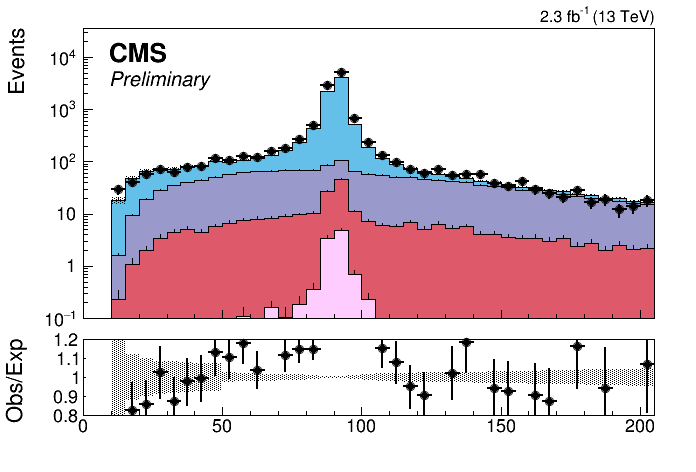 2.3 fb⁻¹ (13 TeV)
CMS
Preliminary
Events
10⁴
10³
10²
10
1
10⁻¹
Obs/Exp
1.2
1.1
1
0.9
0.8
0 50 100 150 200